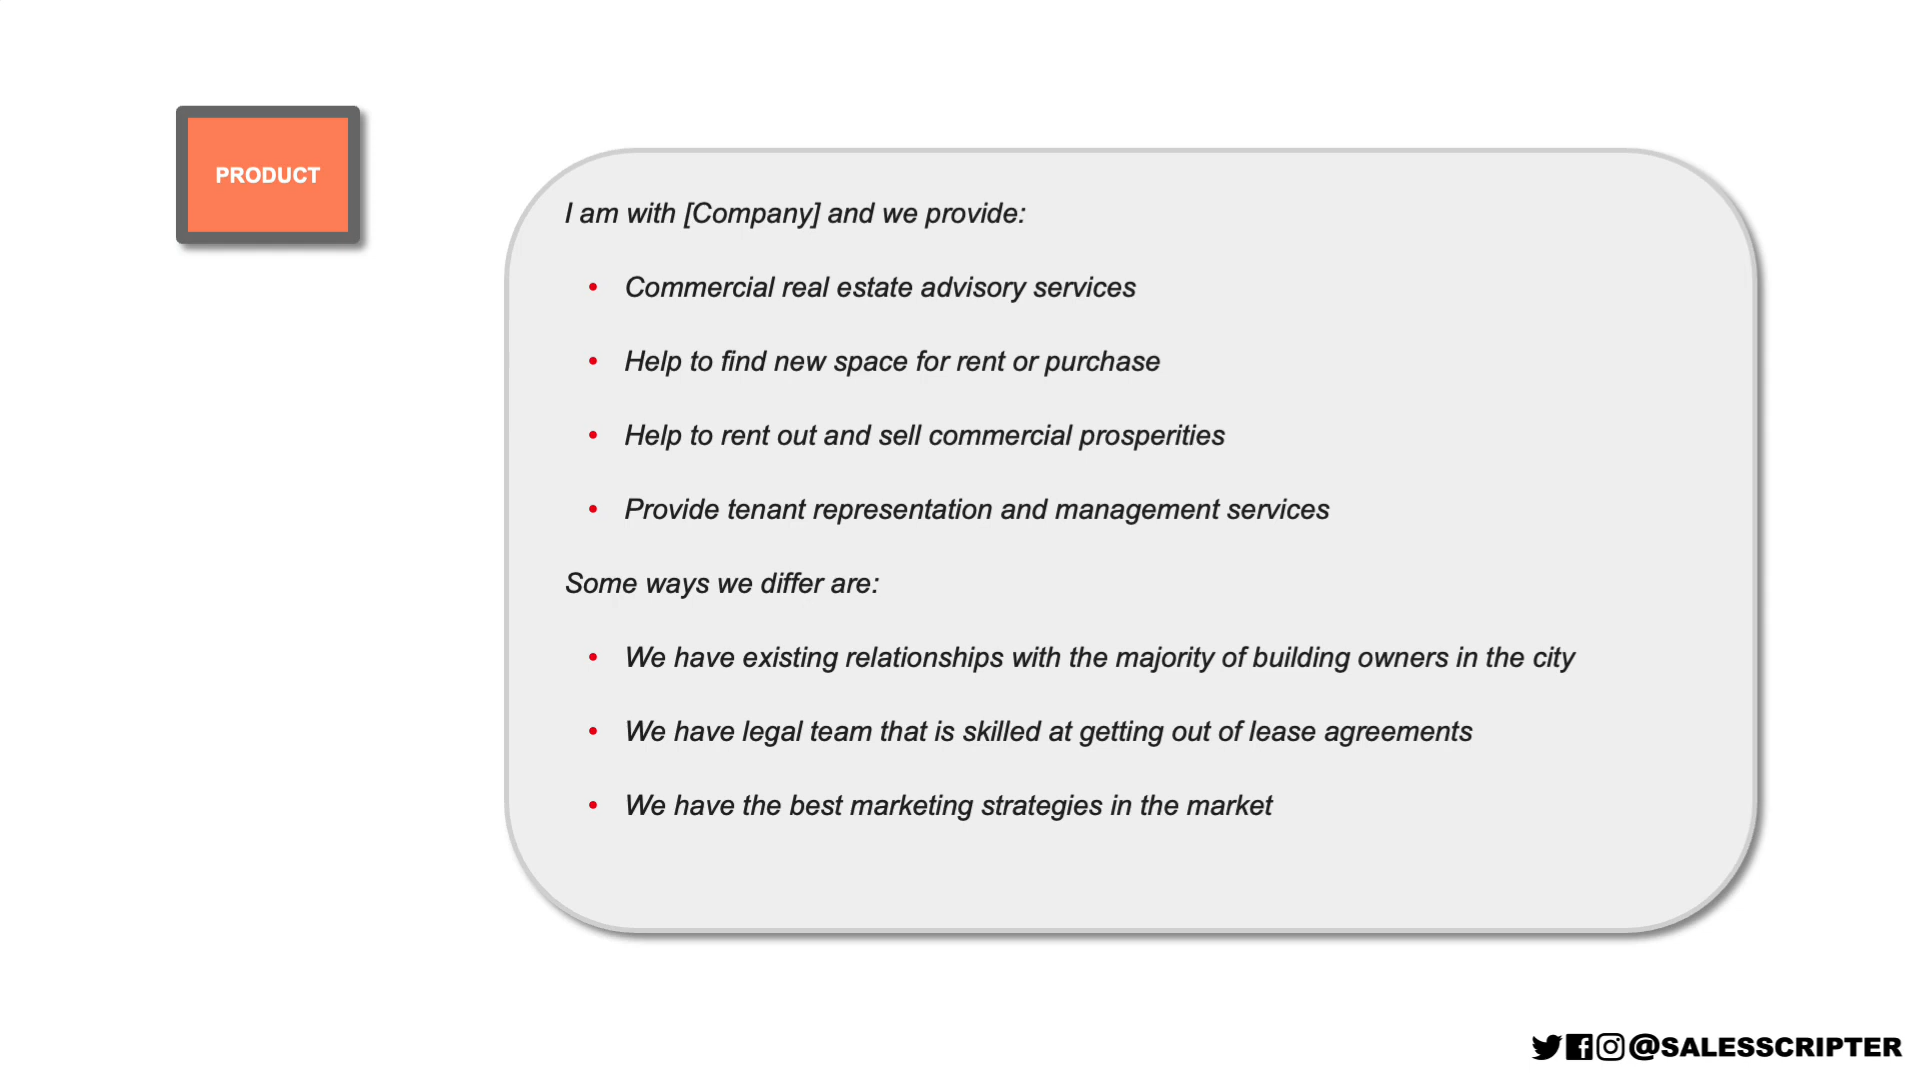 PRODUCT
I am with [Company] and we provide:
• Commercial real estate advisory services
• Help to find new space for rent or purchase
• Help to rent out and sell commercial prosperities
• Provide tenant representation and management services
Some ways we differ are:
• We have existing relationships with the majority of building owners in the city
• We have legal team that is skilled at getting out of lease agreements
• We have the best marketing strategies in the market
@SALESSCRIPTER